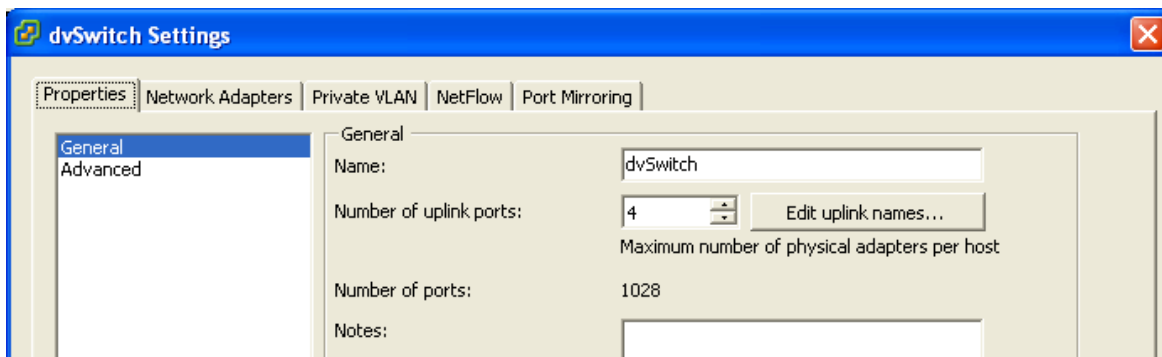 dvSwitch Settings
Properties Network Adapters Private VLAN NetFlow Port Mirroring
General
Advanced
General
Name: dvSwitch
Number of uplink ports: 4 Edit uplink names...
Maximum number of physical adapters per host
Number of ports: 1028
Notes: